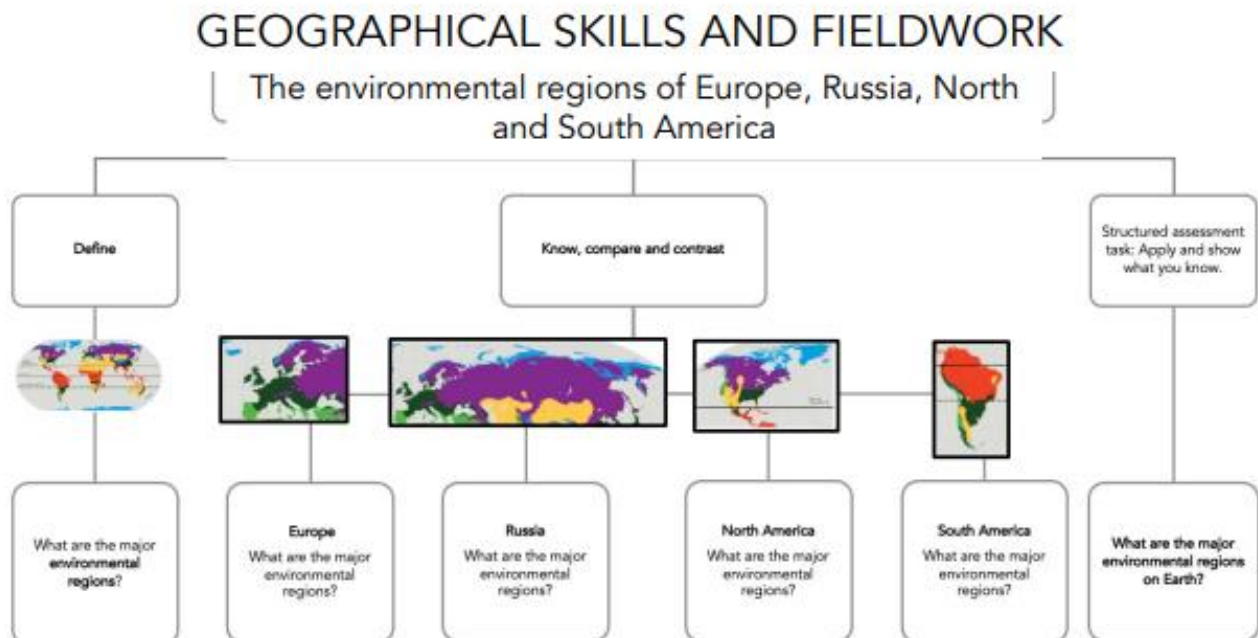 GEOGRAPHICAL SKILLS AND FIELDWORK
The environmental regions of Europe, Russia, North
and South America
Define
Know, compare and contrast
Structured assessment
task: Apply and show
what you know.
What are the major
environmental
regions?
Europe
What are the major
environmental
regions?
Russia
What are the major
environmental
regions?
North America
What are the major
environmental
regions?
South America
What are the major
environmental
regions?
What are the major
environmental regions
on Earth?